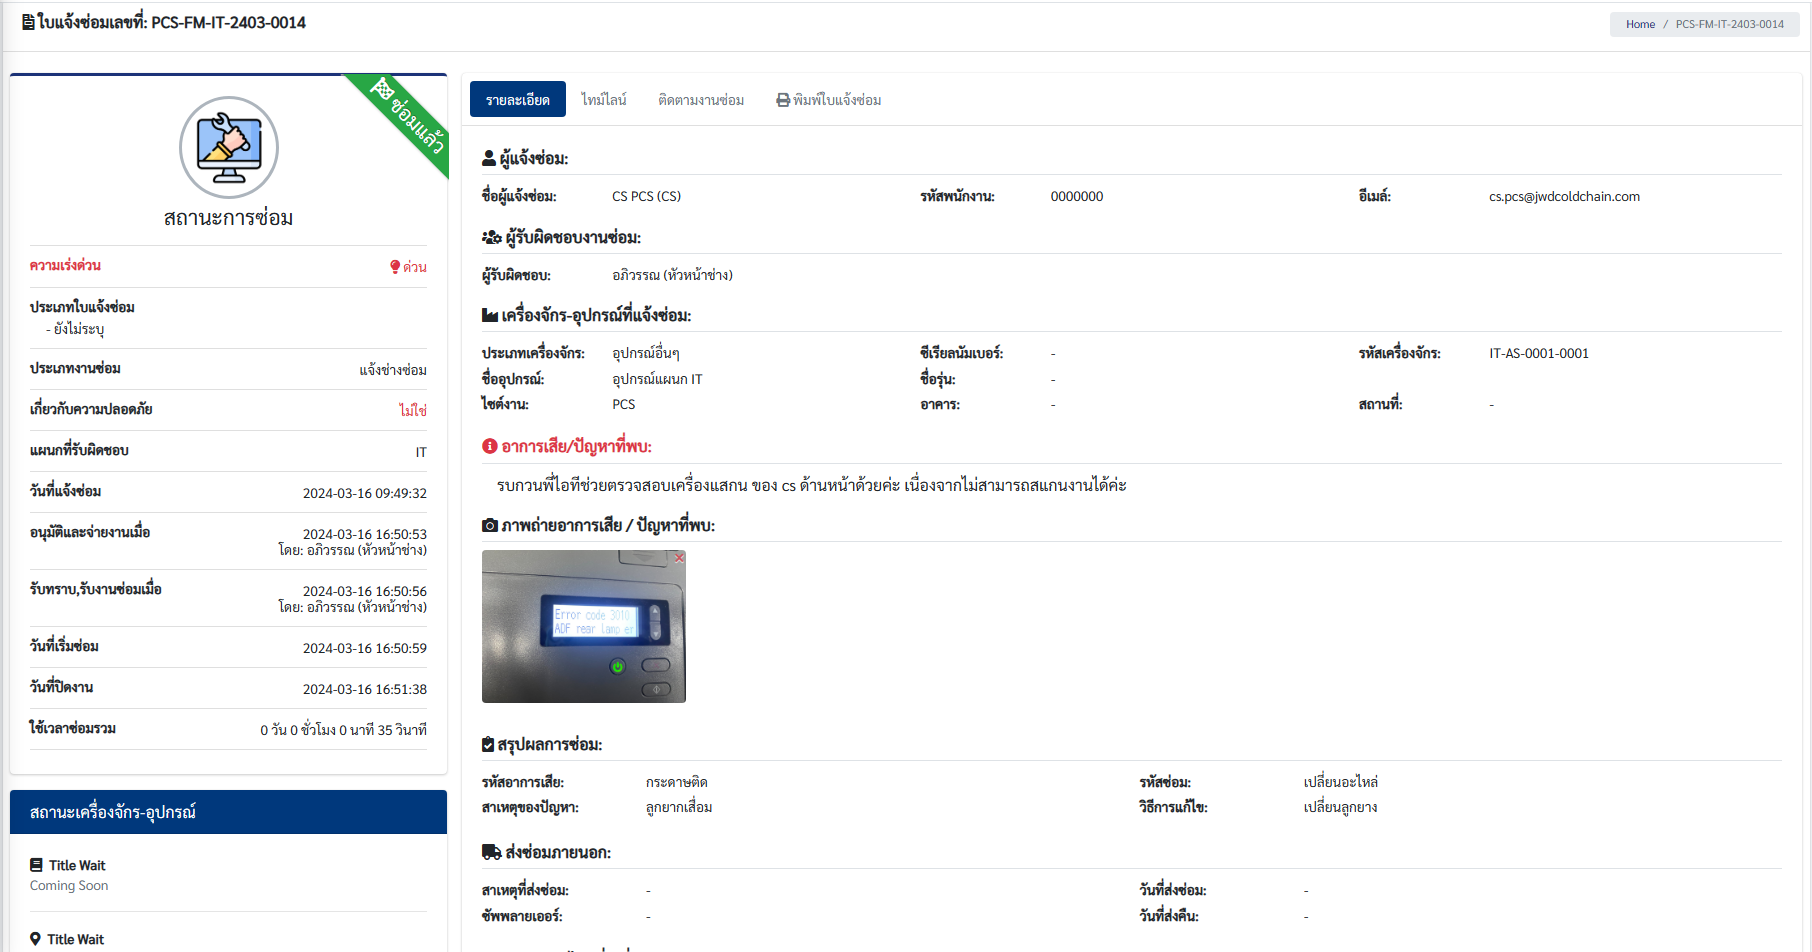 ใบแจ้งซ่อมเลขที่: PCS-FM-IT-2403-0014
Home / PCS-FM-IT-2403-0014
ซ่อมแล้ว
สถานะการซ่อม
ความเร่งด่วน ด่วน
ประเภทใบแจ้งซ่อม
- ยังไม่ระบุ
ประเภทงานซ่อม แจ้งช่างซ่อม
เกี่ยวกับความปลอดภัย ไม่ใช่
แผนกที่รับผิดชอบ IT
วันที่แจ้งซ่อม 2024-03-16 09:49:32
อนุมัติและจ่ายงานเมื่อ 2024-03-16 16:50:53
โดย: อภิวรรณ (หัวหน้าช่าง)
รับทราบ,รับงานซ่อมเมื่อ 2024-03-16 16:50:56
โดย: อภิวรรณ (หัวหน้าช่าง)
วันที่เริ่มซ่อม 2024-03-16 16:50:59
วันที่ปิดงาน 2024-03-16 16:51:38
ใช้เวลาซ่อมรวม 0 วัน 0 ชั่วโมง 0 นาที 35 วินาที
สถานะเครื่องจักร-อุปกรณ์
Title Wait
Coming Soon
Title Wait
รายละเอียด ไทม์ไลน์ ติดตามงานซ่อม พิมพ์ใบแจ้งซ่อม
ผู้แจ้งซ่อม:
ชื่อผู้แจ้งซ่อม: CS PCS (CS) รหัสพนักงาน: 0000000 อีเมล์: cs.pcs@jwdcoldchain.com
ผู้รับผิดชอบงานซ่อม:
ผู้รับผิดชอบ: อภิวรรณ (หัวหน้าช่าง)
เครื่องจักร-อุปกรณ์ที่แจ้งซ่อม:
ประเภทเครื่องจักร: อุปกรณ์อื่นๆ ซีเรียลนัมเบอร์: - รหัสเครื่องจักร: IT-AS-0001-0001
ชื่ออุปกรณ์: อุปกรณ์แผนก IT ชื่อรุ่น: -
ไซต์งาน: PCS อาคาร: - สถานที่: -
อาการเสีย/ปัญหาที่พบ:
รบกวนพี่ไอทีช่วยตรวจสอบเครื่องแสกน ของ cs ด้านหน้าด้วยค่ะ เนื่องจากไม่สามารถสแกนงานได้ค่ะ
ภาพถ่ายอาการเสีย / ปัญหาที่พบ:
Error code 3010
ADF rear lamp er
สรุปผลการซ่อม:
รหัสอาการเสีย: กระดาษติด รหัสซ่อม: เปลี่ยนอะไหล่
สาเหตุของปัญหา: ลูกยากเสื่อม วิธีการแก้ไข: เปลี่ยนลูกยาง
ส่งซ่อมภายนอก:
สาเหตุที่ส่งซ่อม: - วันที่ส่งซ่อม: -
ซัพพลายเออร์: - วันที่ส่งคืน: -